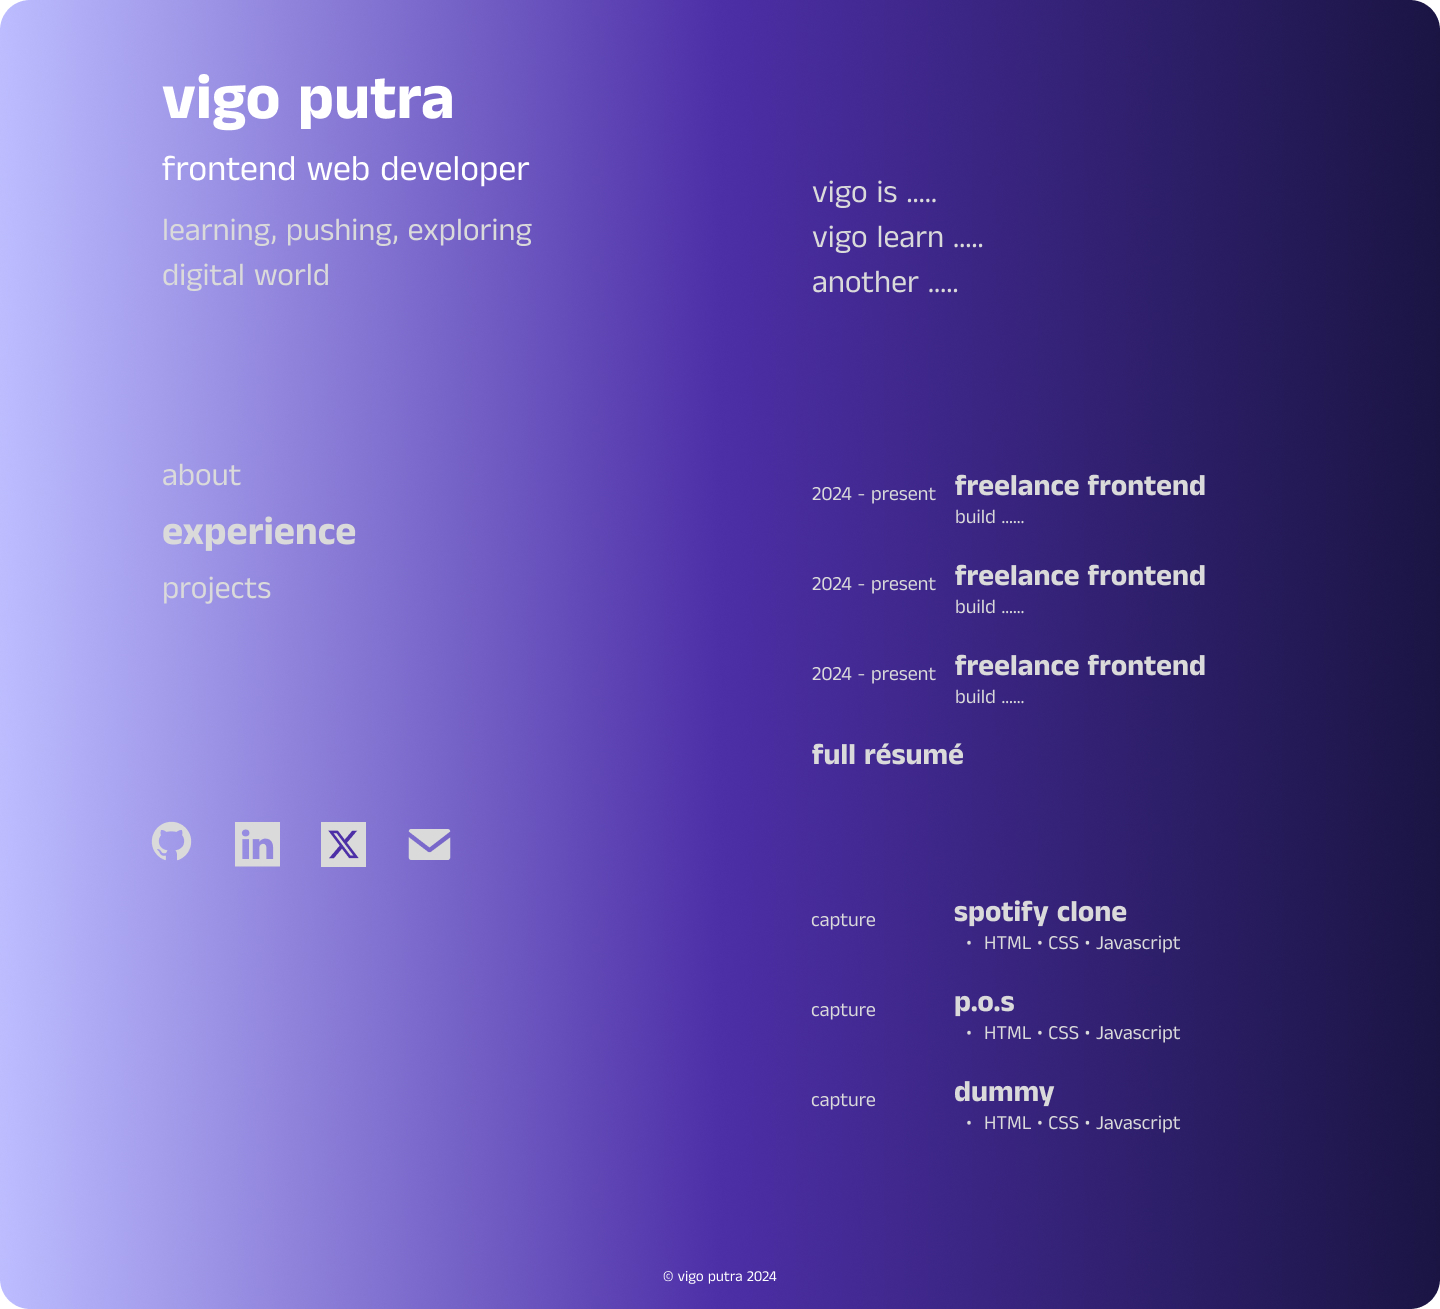 vigo putra
frontend web developer
learning, pushing, exploring
digital world
about
experience
projects
in
X
vigo is .....
vigo learn .....
another .....
2024 - present
freelance frontend
build ......
2024 - present
freelance frontend
build ......
2024 - present
freelance frontend
build ......
full résumé
capture
spotify clone
• HTML • CSS • Javascript
capture
p.o.s
• HTML • CSS • Javascript
capture
dummy
• HTML • CSS • Javascript
© vigo putra 2024